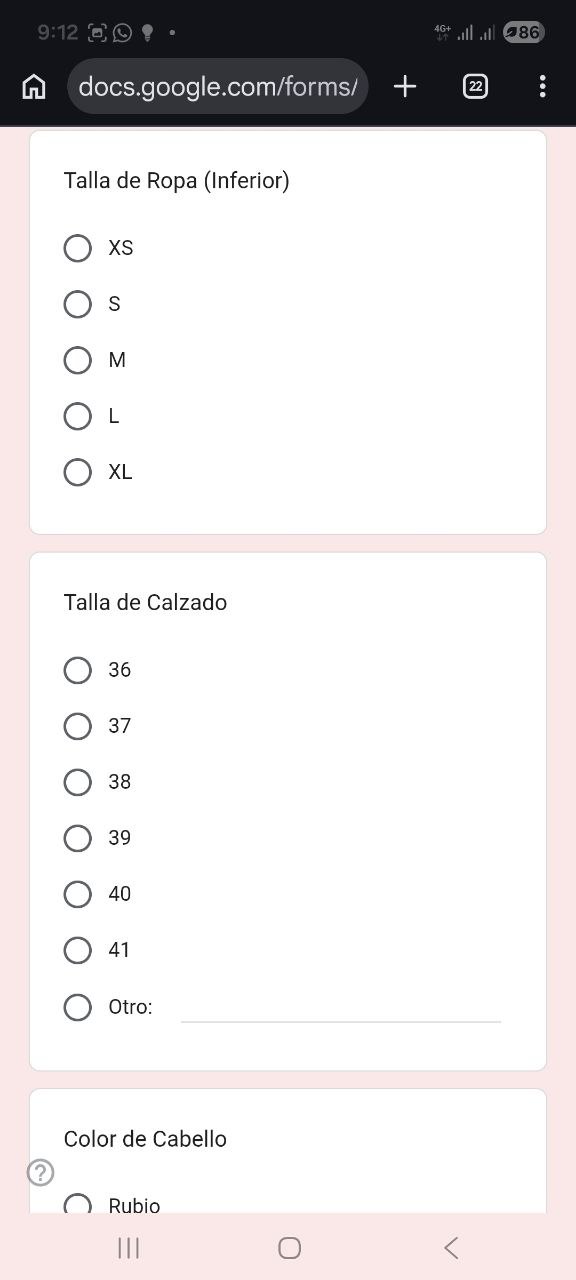 9:12
4G+
86
docs.google.com/forms/
22
Talla de Ropa (Inferior)
XS
S
M
L
XL
Talla de Calzado
36
37
38
39
40
41
Otro:
Color de Cabello
?
Rubio